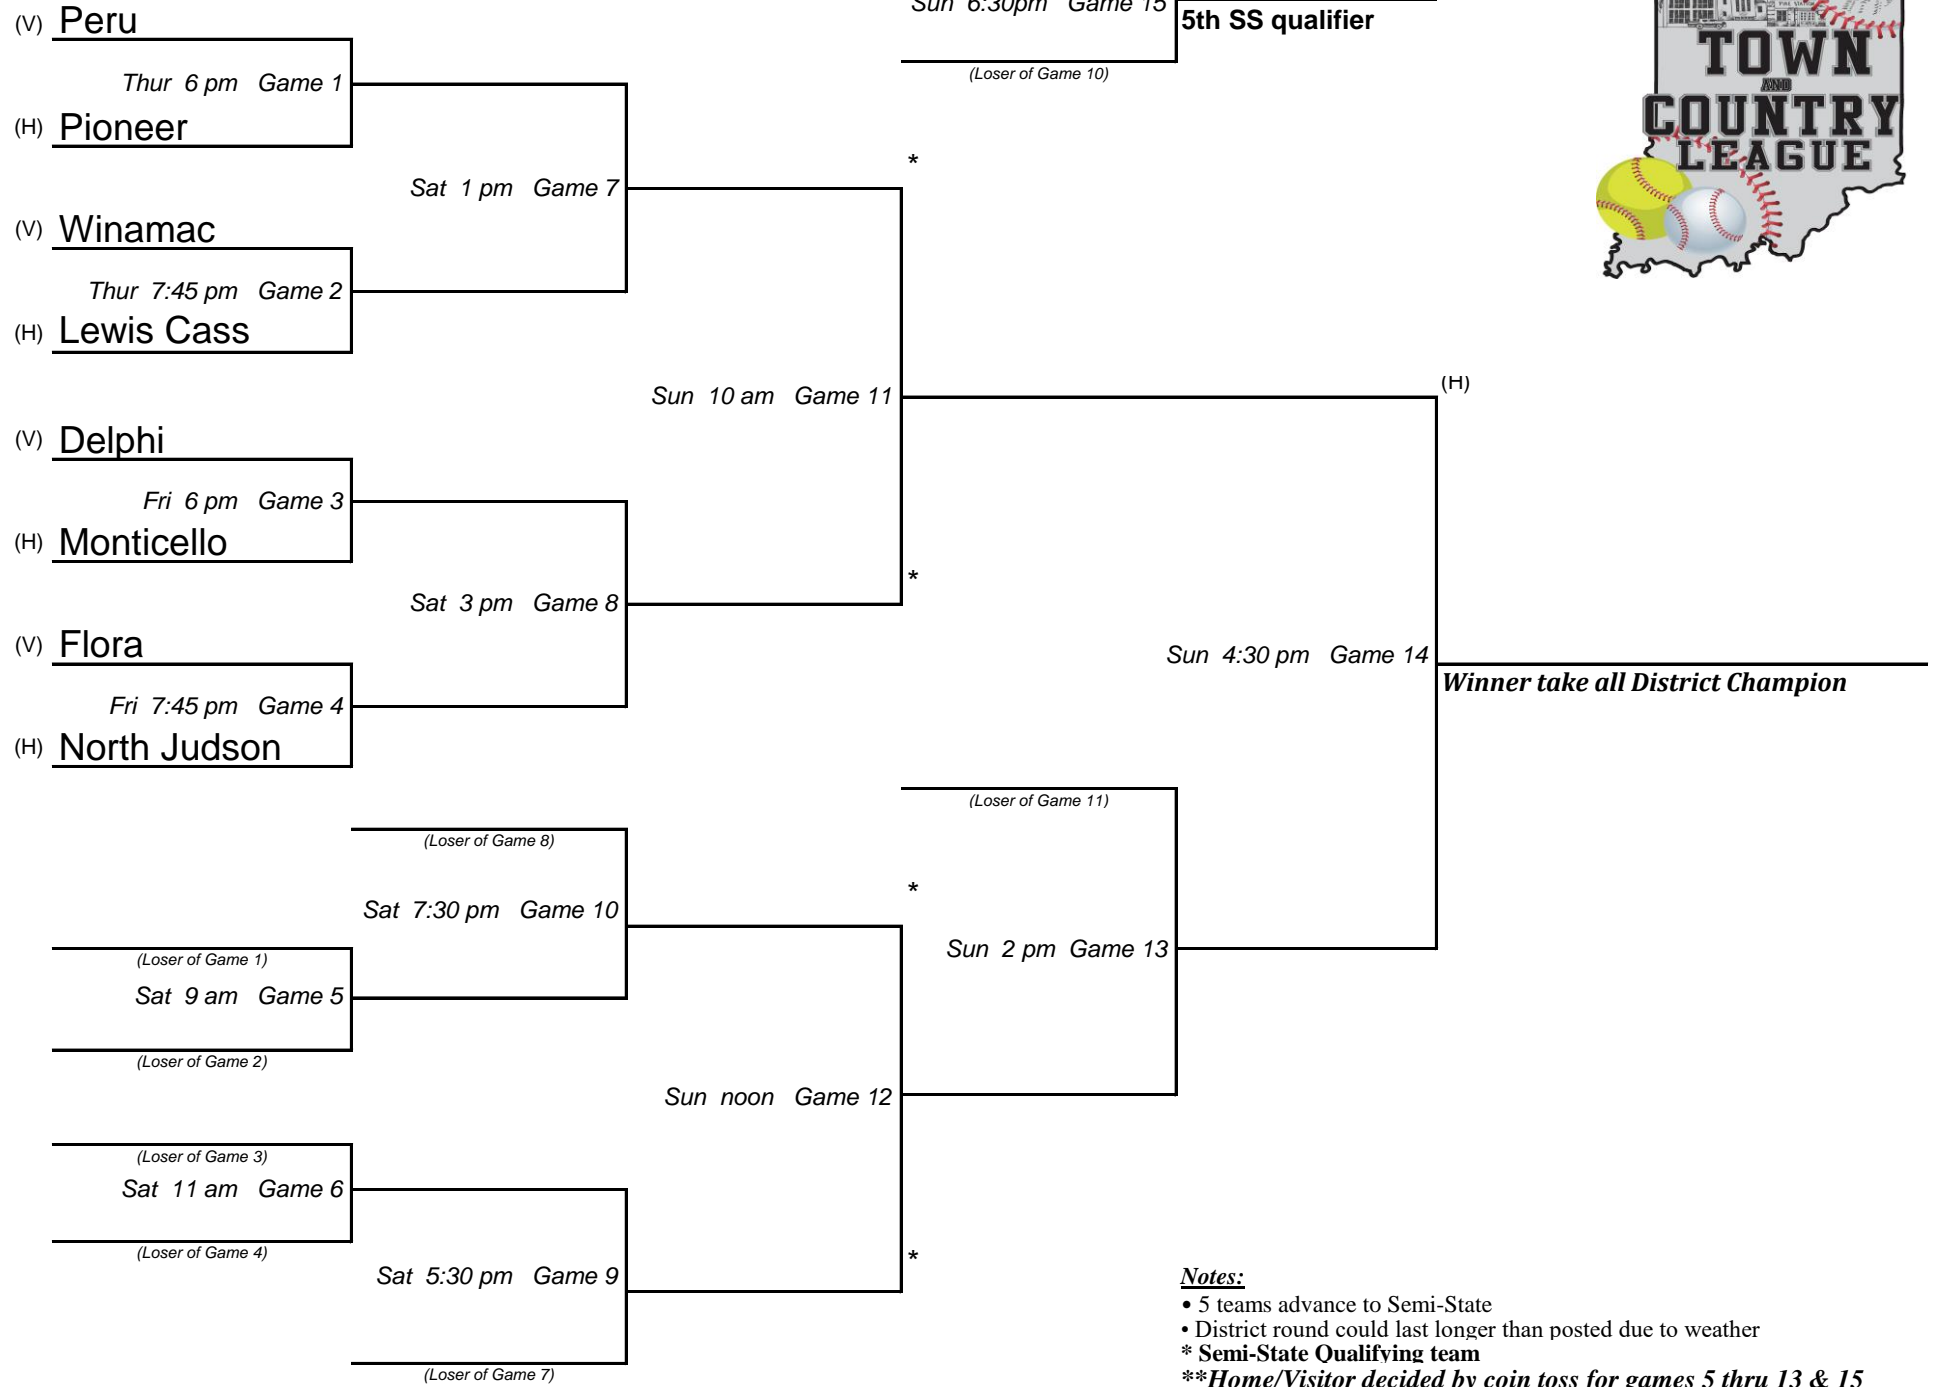 (V) Peru
Thur 6 pm Game 1
(H) Pioneer
Sat 1 pm Game 7
(V) Winamac
Thur 7:45 pm Game 2
(H) Lewis Cass
Sun 10 am Game 11
(V) Delphi
Fri 6 pm Game 3
(H) Monticello
Sat 3 pm Game 8
(V) Flora
Fri 7:45 pm Game 4
(H) North Judson
Sun 6:30pm Game 15
5th SS qualifier
(Loser of Game 10)
*
*
TOWN
AND
COUNTRY
LEAGUE
(H)
Sun 4:30 pm Game 14
Winner take all District Champion
(Loser of Game 11)
(Loser of Game 8)
*
Sat 7:30 pm Game 10
Sun 2 pm Game 13
(Loser of Game 1)
Sat 9 am Game 5
(Loser of Game 2)
Sun noon Game 12
(Loser of Game 3)
Sat 11 am Game 6
(Loser of Game 4)
*
Sat 5:30 pm Game 9
(Loser of Game 7)
Notes:
• 5 teams advance to Semi-State
• District round could last longer than posted due to weather
* Semi-State Qualifying team
**Home/Visitor decided by coin toss for games 5 thru 13 & 15